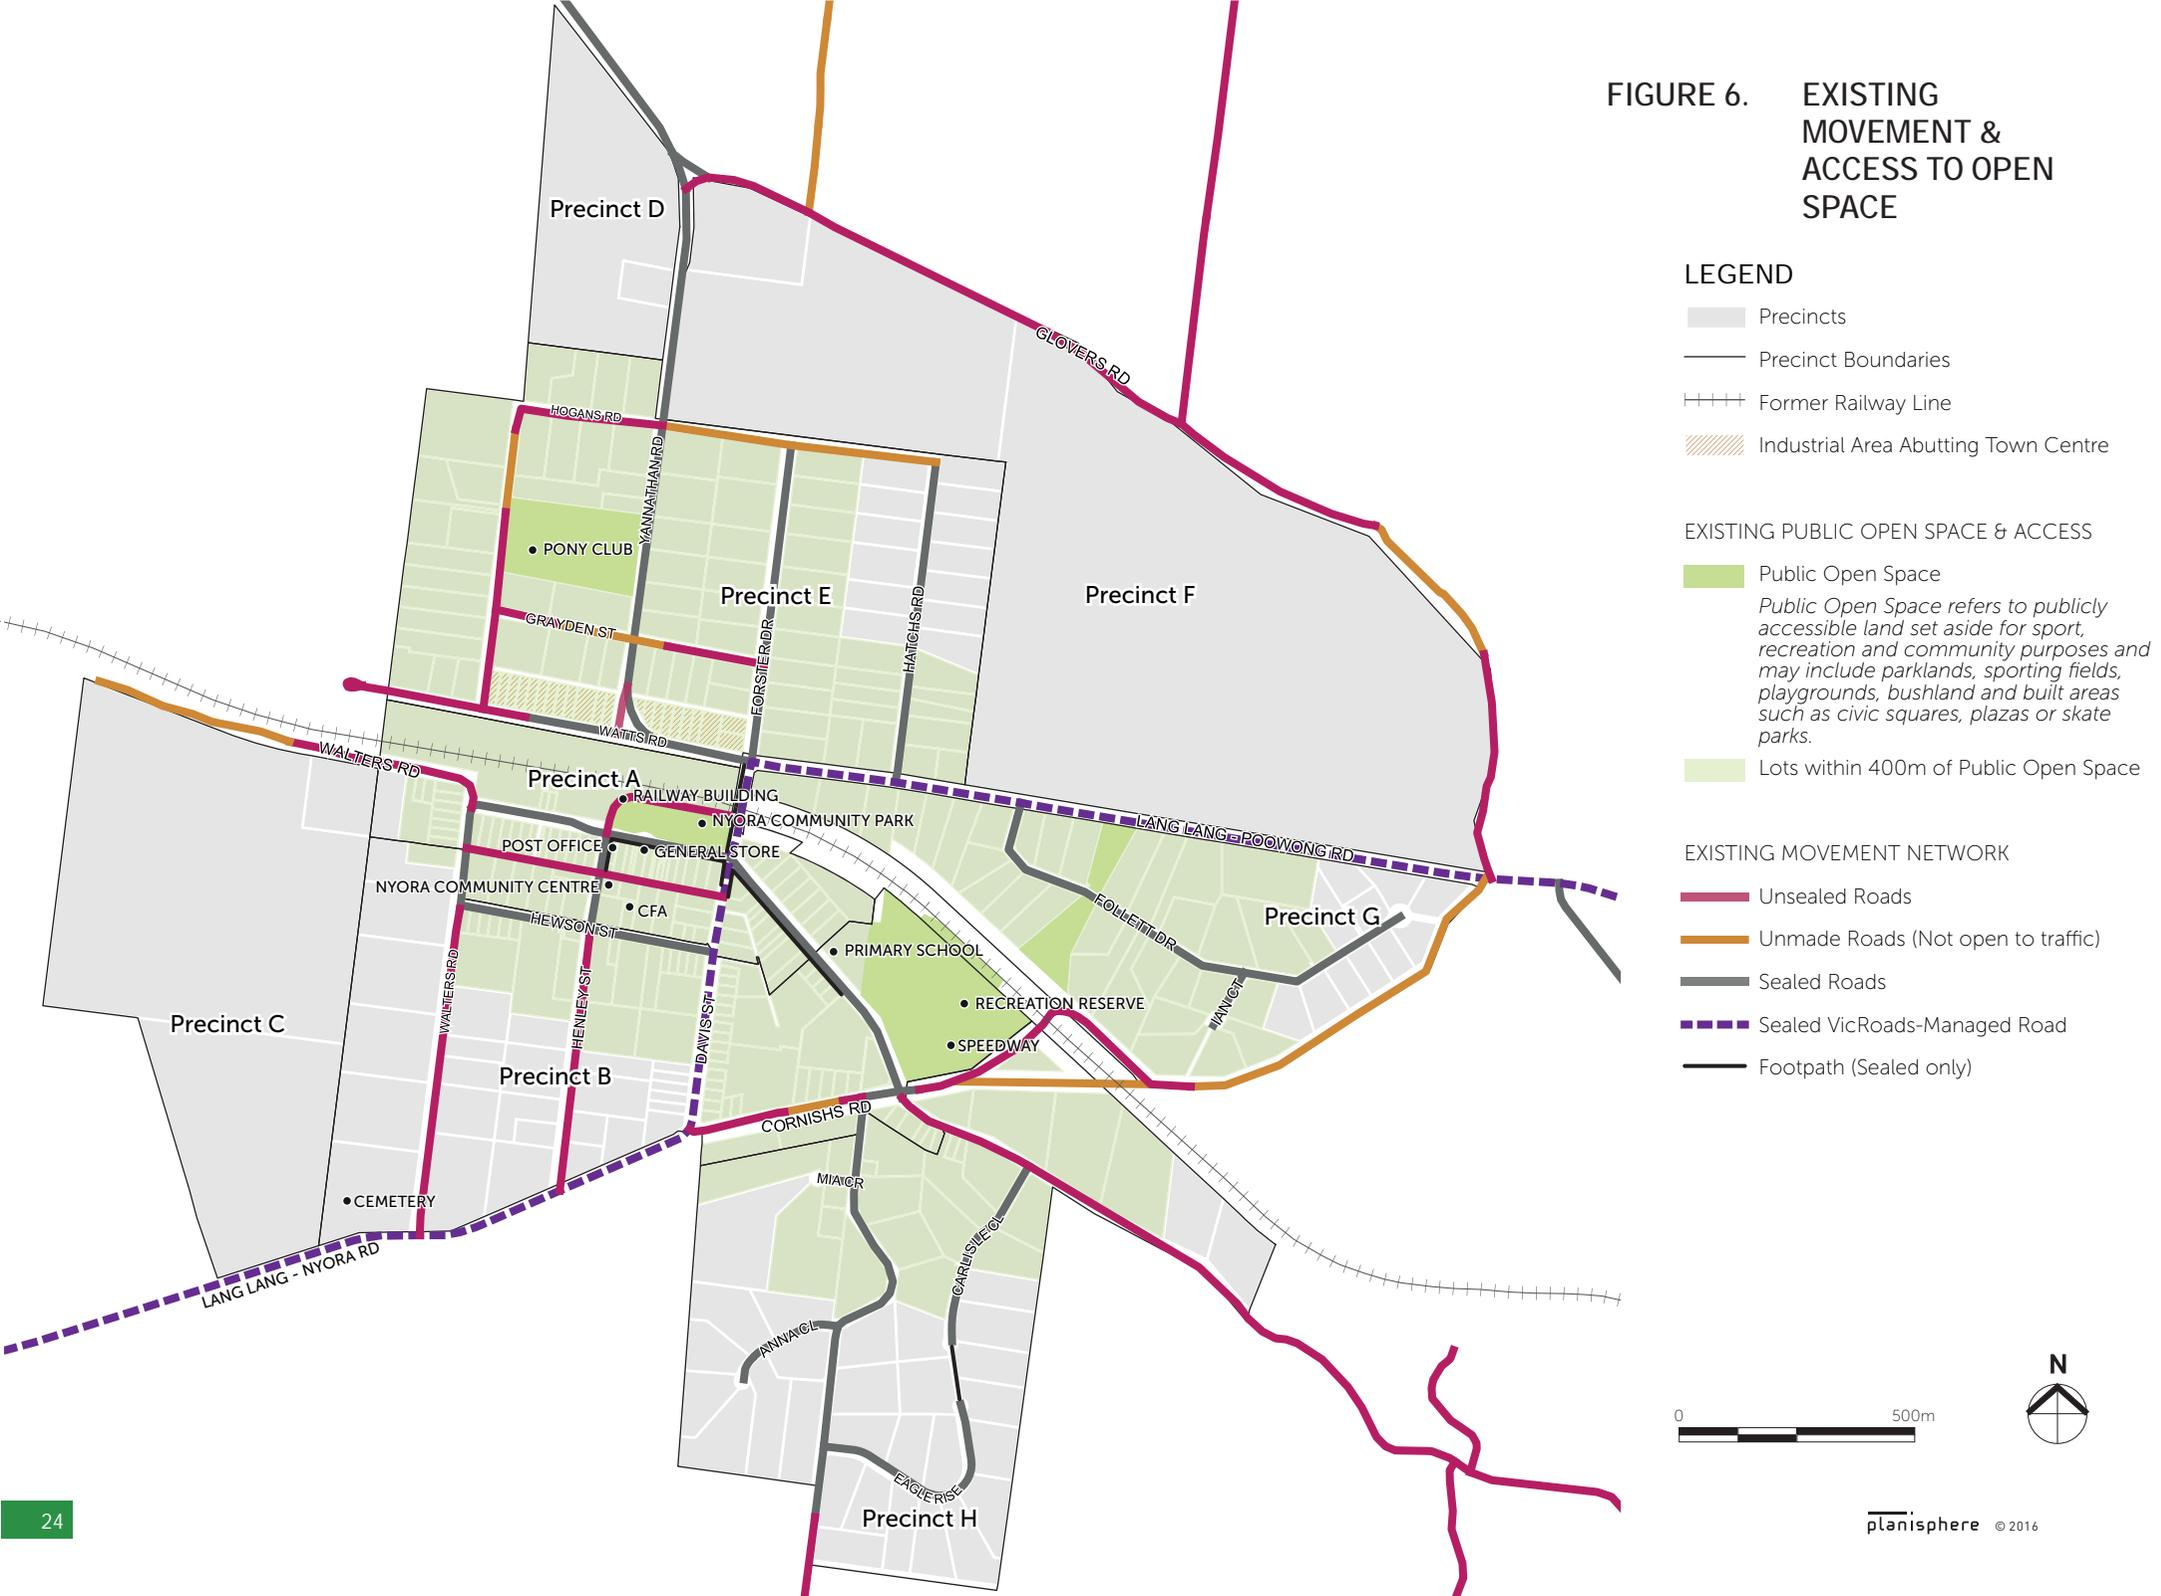 FIGURE 6. EXISTING
MOVEMENT &
ACCESS TO OPEN
SPACE
LEGEND
Precincts
Precinct Boundaries
Former Railway Line
Industrial Area Abutting Town Centre
EXISTING PUBLIC OPEN SPACE & ACCESS
Public Open Space
Public Open Space refers to publicly
accessible land set aside for sport,
recreation and community purposes and
may include parklands, sporting fields,
playgrounds, bushland and built areas
such as civic squares, plazas or skate
parks.
Lots within 400m of Public Open Space
EXISTING MOVEMENT NETWORK
Unsealed Roads
Unmade Roads (Not open to traffic)
Sealed Roads
Sealed VicRoads-Managed Road
Footpath (Sealed only)
N
0 500m
planisphere © 2016
Precinct D
GLOVERS RD
HOGANS RD
YANNATHAN RD
PONY CLUB
Precinct E
Precinct F
GRAYDEN ST
HATCHS RD
FORSTER DR
WATTS RD
WALTERS RD
Precinct A
RAILWAY BUILDING
NYORA COMMUNITY PARK
LANG LANG - POOWONG RD
POST OFFICE
GENERAL STORE
NYORA COMMUNITY CENTRE
CFA
HEWSON ST
FOLLETT DR
Precinct G
PRIMARY SCHOOL
RECREATION RESERVE
IAN CT
SPEEDWAY
WALTERS RD
HENLEY ST
DAVIS ST
Precinct C
Precinct B
CORNISHS RD
MIA CR
CEMETERY
LANG LANG - NYORA RD
CARLISLE CL
ANNA CL
EAGLE RISE
Precinct H
24